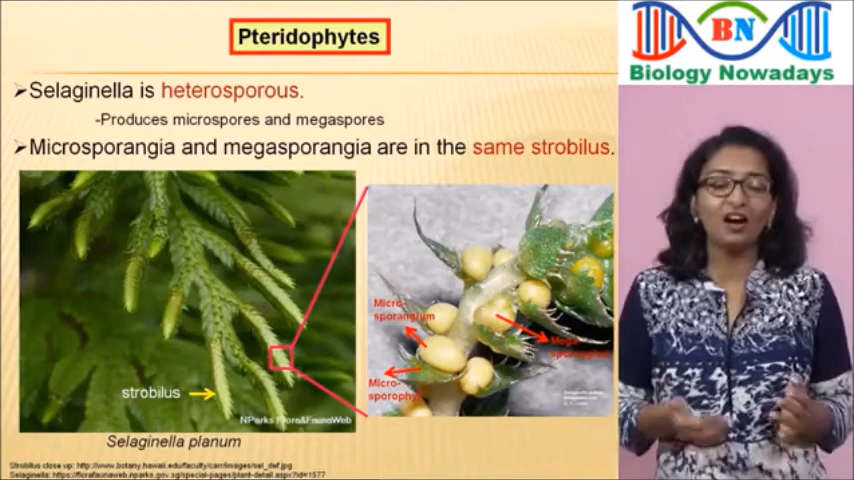 Pteridophytes
BN
Biology Nowadays
➢Selaginella is heterosporous.
-Produces microspores and megaspores
➢Microsporangia and megasporangia are in the same strobilus.
Micro-
sporangium
Mega-
Micro-
sporophyll
strobilus
NParks Flora&FaunaWeb
Selaginella planum
Strobilus close up: http://www.botany.hawaii.edu/faculty/carr/images/sel_def.jpg
Selaginella: https://florafaunaweb.nparks.gov.sg/special-pages/plant-detail.aspx?id=1577